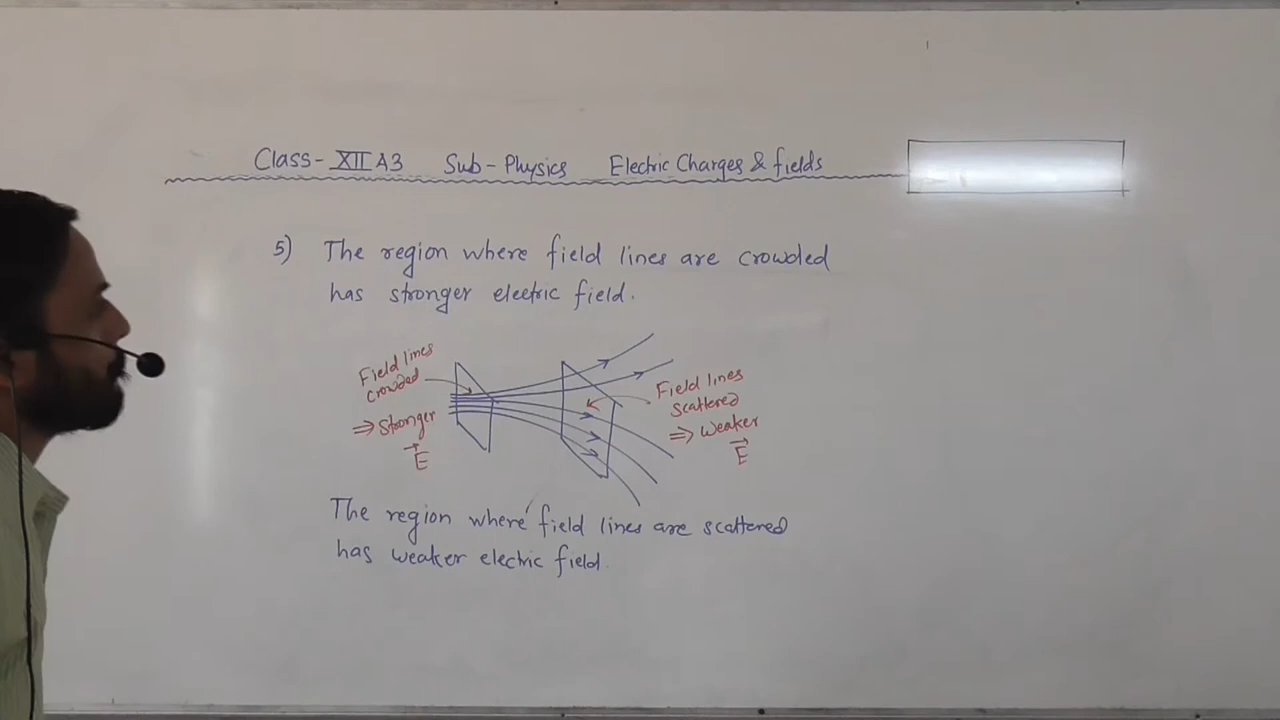 Class - XII A3 Sub - Physics Electric Charges & fields
5) The region where field lines are crowded
has stronger electric field.
Field lines
crowded
⇒ Stronger
E⃗
Field lines
scattered
⇒ Weaker
E⃗
The region where field lines are scattered
has weaker electric field.